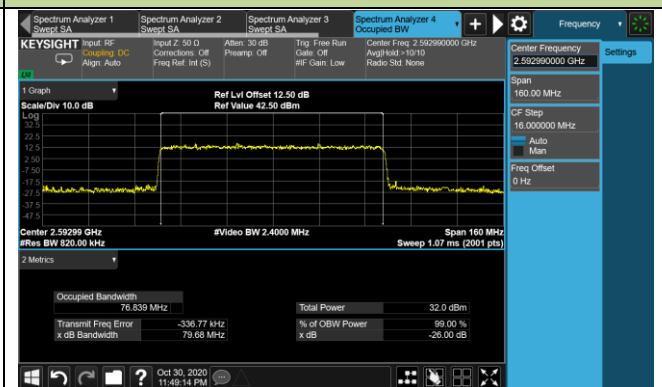 Spectrum Analyzer 1
Swept SA
Spectrum Analyzer 2
Swept SA
Spectrum Analyzer 3
Swept SA
Spectrum Analyzer 4
Occupied BW
Frequency
KEYSIGHT
Input: RF
Coupling: DC
Align: Auto
Input Z: 50 Ω
Corrections: Off
Freq Ref: Int (S)
Atten: 30 dB
Preamp: Off
Trig: Free Run
Gate: Off
#IF Gain: Low
Center Freq: 2.592990000 GHz
Avg|Hold:>10/10
Radio Std: None
Center Frequency
2.592990000 GHz
Settings
Span
160.00 MHz
CF Step
16.000000 MHz
Auto
Man
Freq Offset
0 Hz
1 Graph
Scale/Div 10.0 dB
Ref Lvl Offset 12.50 dB
Ref Value 42.50 dBm
Log
32.5
22.5
12.5
2.50
-7.50
-17.5
-27.5
-37.5
-47.5
Center 2.59299 GHz
#Res BW 820.00 kHz
#Video BW 2.4000 MHz
Span 160 MHz
Sweep 1.07 ms (2001 pts)
2 Metrics
Occupied Bandwidth
76.839 MHz
Total Power
32.0 dBm
Transmit Freq Error
-336.77 kHz
% of OBW Power
99.00 %
x dB Bandwidth
79.68 MHz
x dB
-26.00 dB
Oct 30, 2020
11:49:14 PM